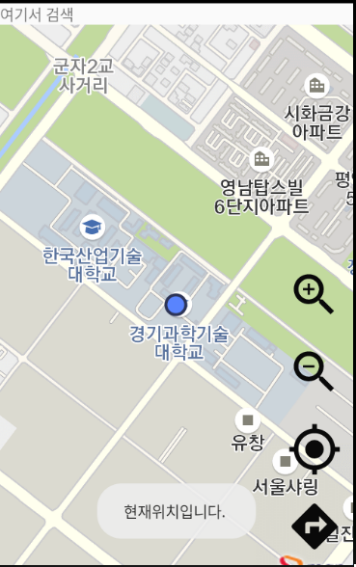 여기서 검색
군자2교
사거리
시화금강
아파트
영남탑스빌
6단지아파트
한국산업기술
대학교
경기과학기술
대학교
유창
서울샤링
현재위치입니다.